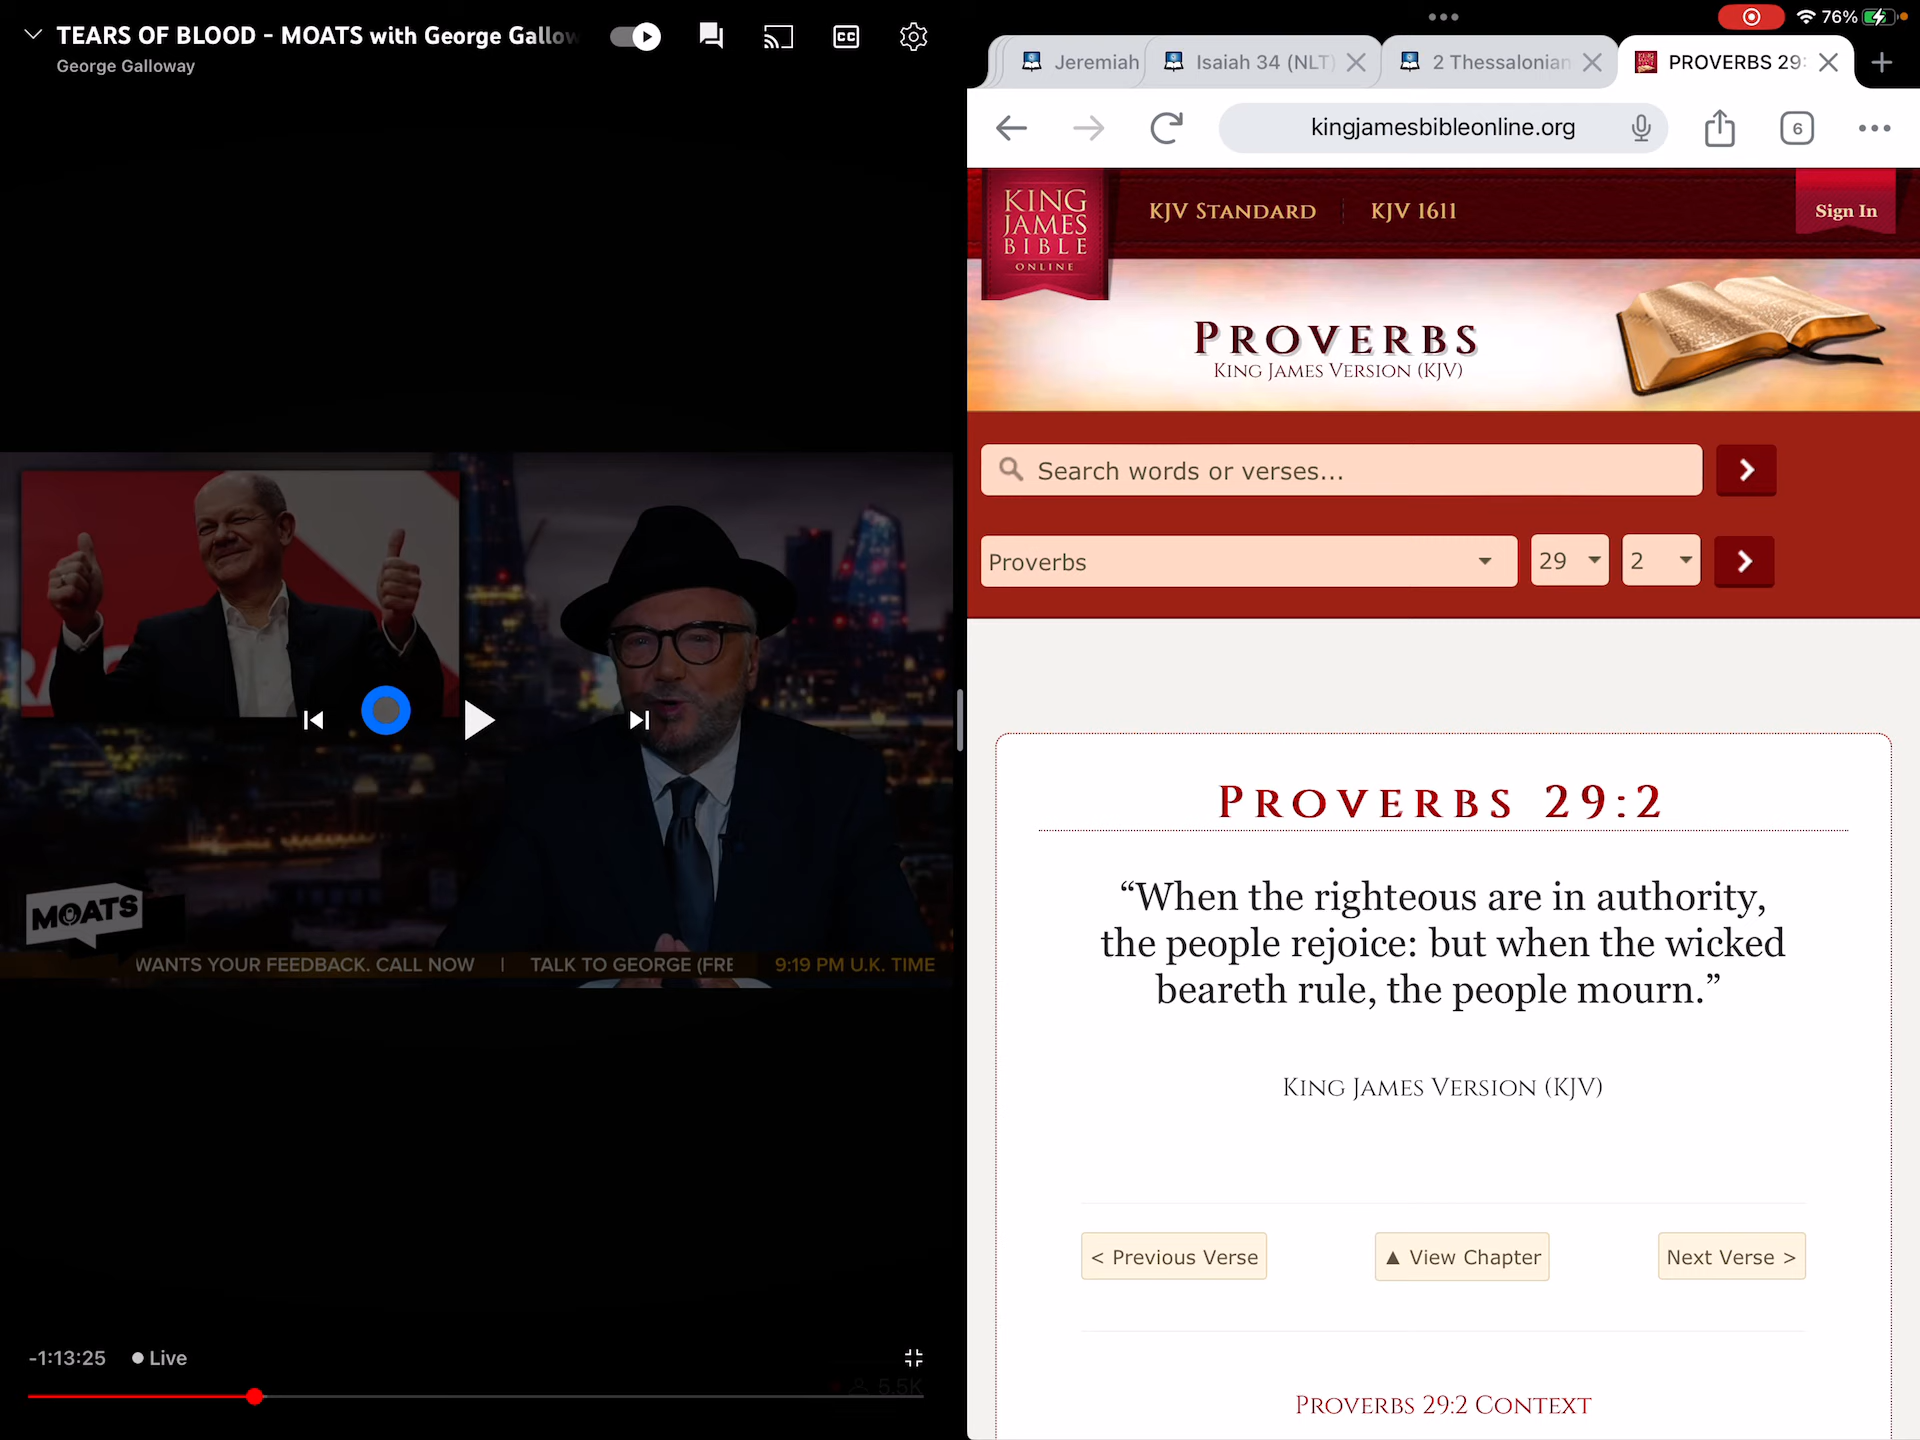 TEARS OF BLOOD - MOATS with George Gallow
George Galloway
CC
MOATS
WANTS YOUR FEEDBACK. CALL NOW | TALK TO GEORGE (FRE 9:19 PM U.K. TIME
-1:13:25 Live
5.5K
76%
Jeremiah
Isaiah 34 (NLT)
2 Thessalonian
PROVERBS 29:
kingjamesbibleonline.org
6
KING
JAMES
BIBLE
ONLINE
KJV STANDARD
KJV 1611
Sign In
PROVERBS
KING JAMES VERSION (KJV)
Search words or verses...
Proverbs
29
2
PROVERBS 29:2
“When the righteous are in authority,
the people rejoice: but when the wicked
beareth rule, the people mourn.”
KING JAMES VERSION (KJV)
< Previous Verse
▲ View Chapter
Next Verse >
PROVERBS 29:2 CONTEXT